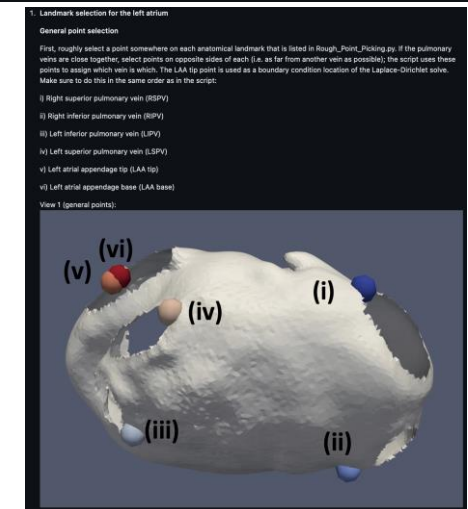 1. Landmark selection for the left atrium
General point selection
First, roughly select a point somewhere on each anatomical landmark that is listed in Rough_Point_Picking.py. If the pulmonary
veins are close together, select points on opposite sides of each (i.e. as far from another vein as possible); the script uses these
points to assign which vein is which. The LAA tip point is used as a boundary condition location of the Laplace-Dirichlet solve.
Make sure to do this in the same order as in the script:
i) Right superior pulmonary vein (RSPV)
ii) Right inferior pulmonary vein (RIPV)
iii) Left inferior pulmonary vein (LIPV)
iv) Left superior pulmonary vein (LSPV)
v) Left atrial appendage tip (LAA tip)
vi) Left atrial appendage base (LAA base)
View 1 (general points):
(vi)
(v)
(i)
(iv)
(iii)
(ii)